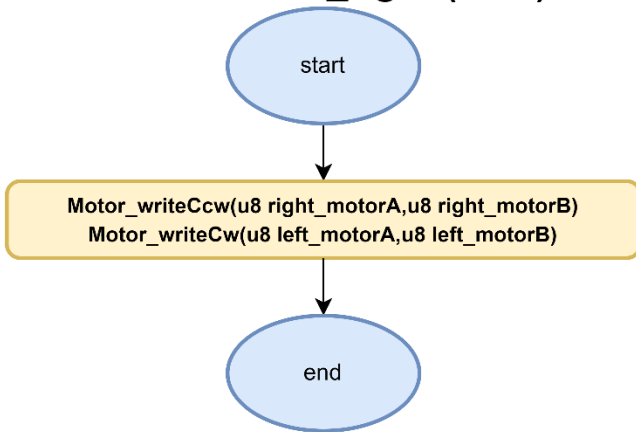 start
Motor_writeCcw(u8 right_motorA,u8 right_motorB)
Motor_writeCw(u8 left_motorA,u8 left_motorB)
end